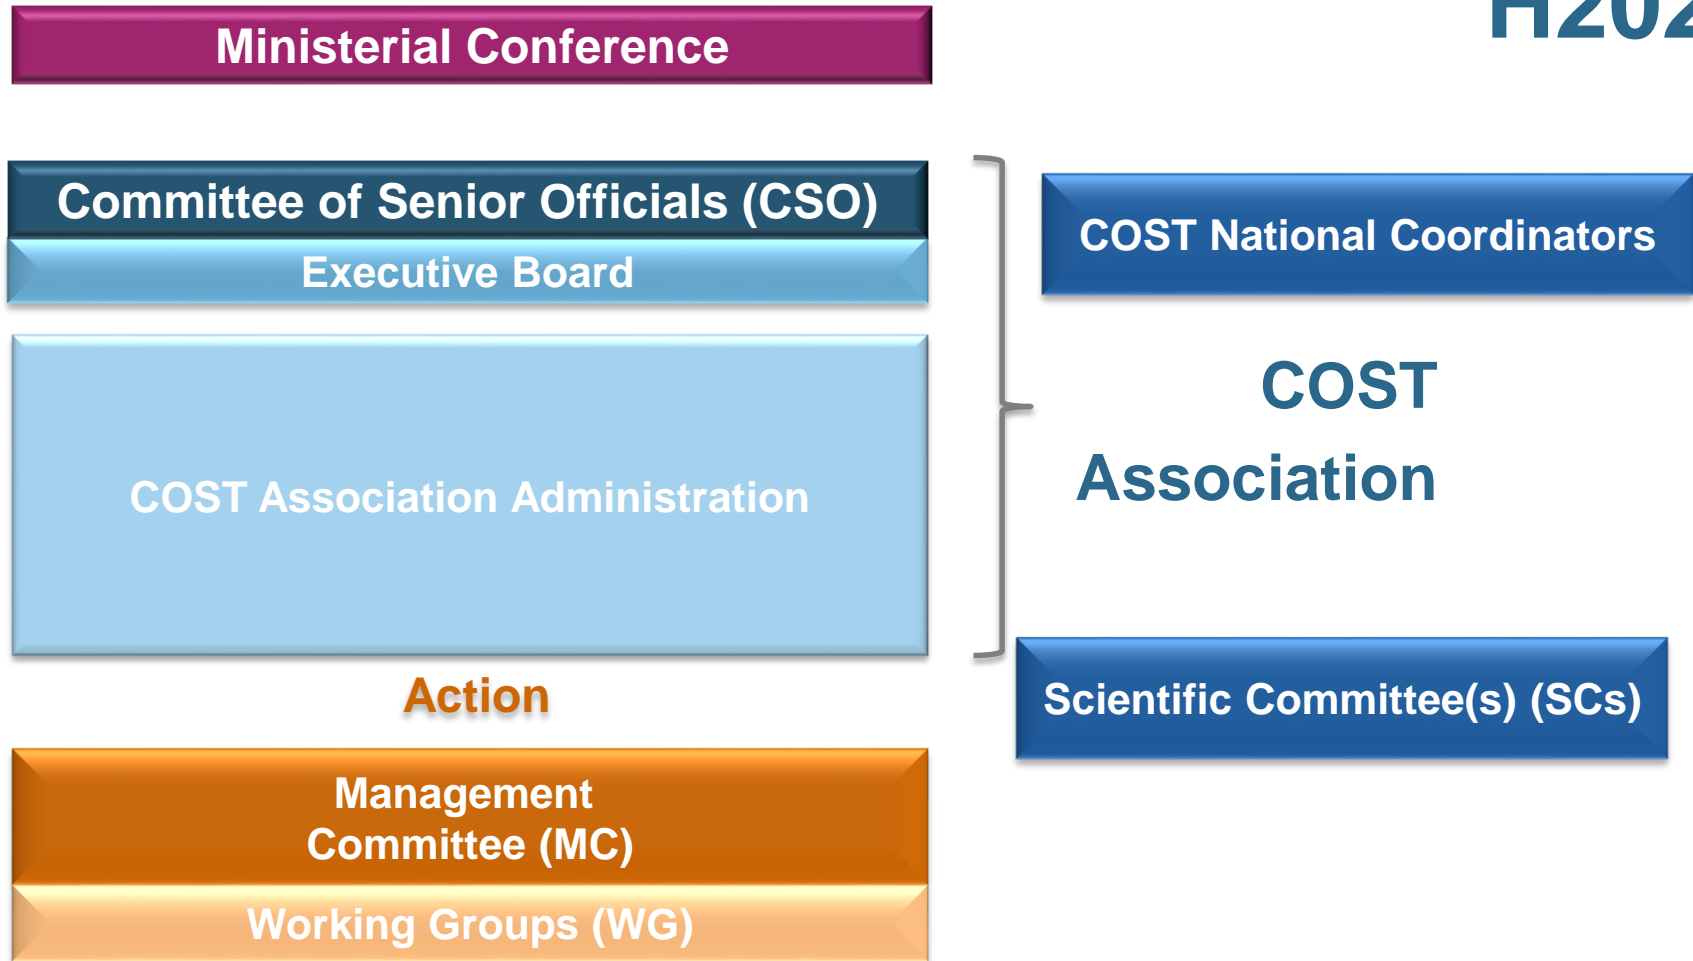 H202
Ministerial Conference
Committee of Senior Officials (CSO)
Executive Board
COST National Coordinators
COST
Association
COST Association Administration
Action
Scientific Committee(s) (SCs)
Management
Committee (MC)
Working Groups (WG)